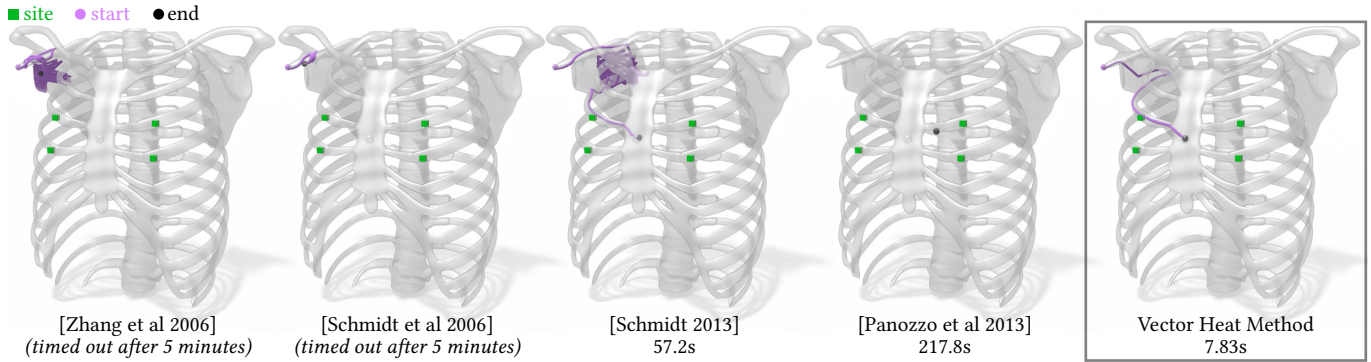 site start end
[Zhang et al 2006] [Schmidt et al 2006] [Schmidt 2013] [Panozzo et al 2013] Vector Heat Method
(timed out after 5 minutes) (timed out after 5 minutes) 57.2s 217.8s 7.83s